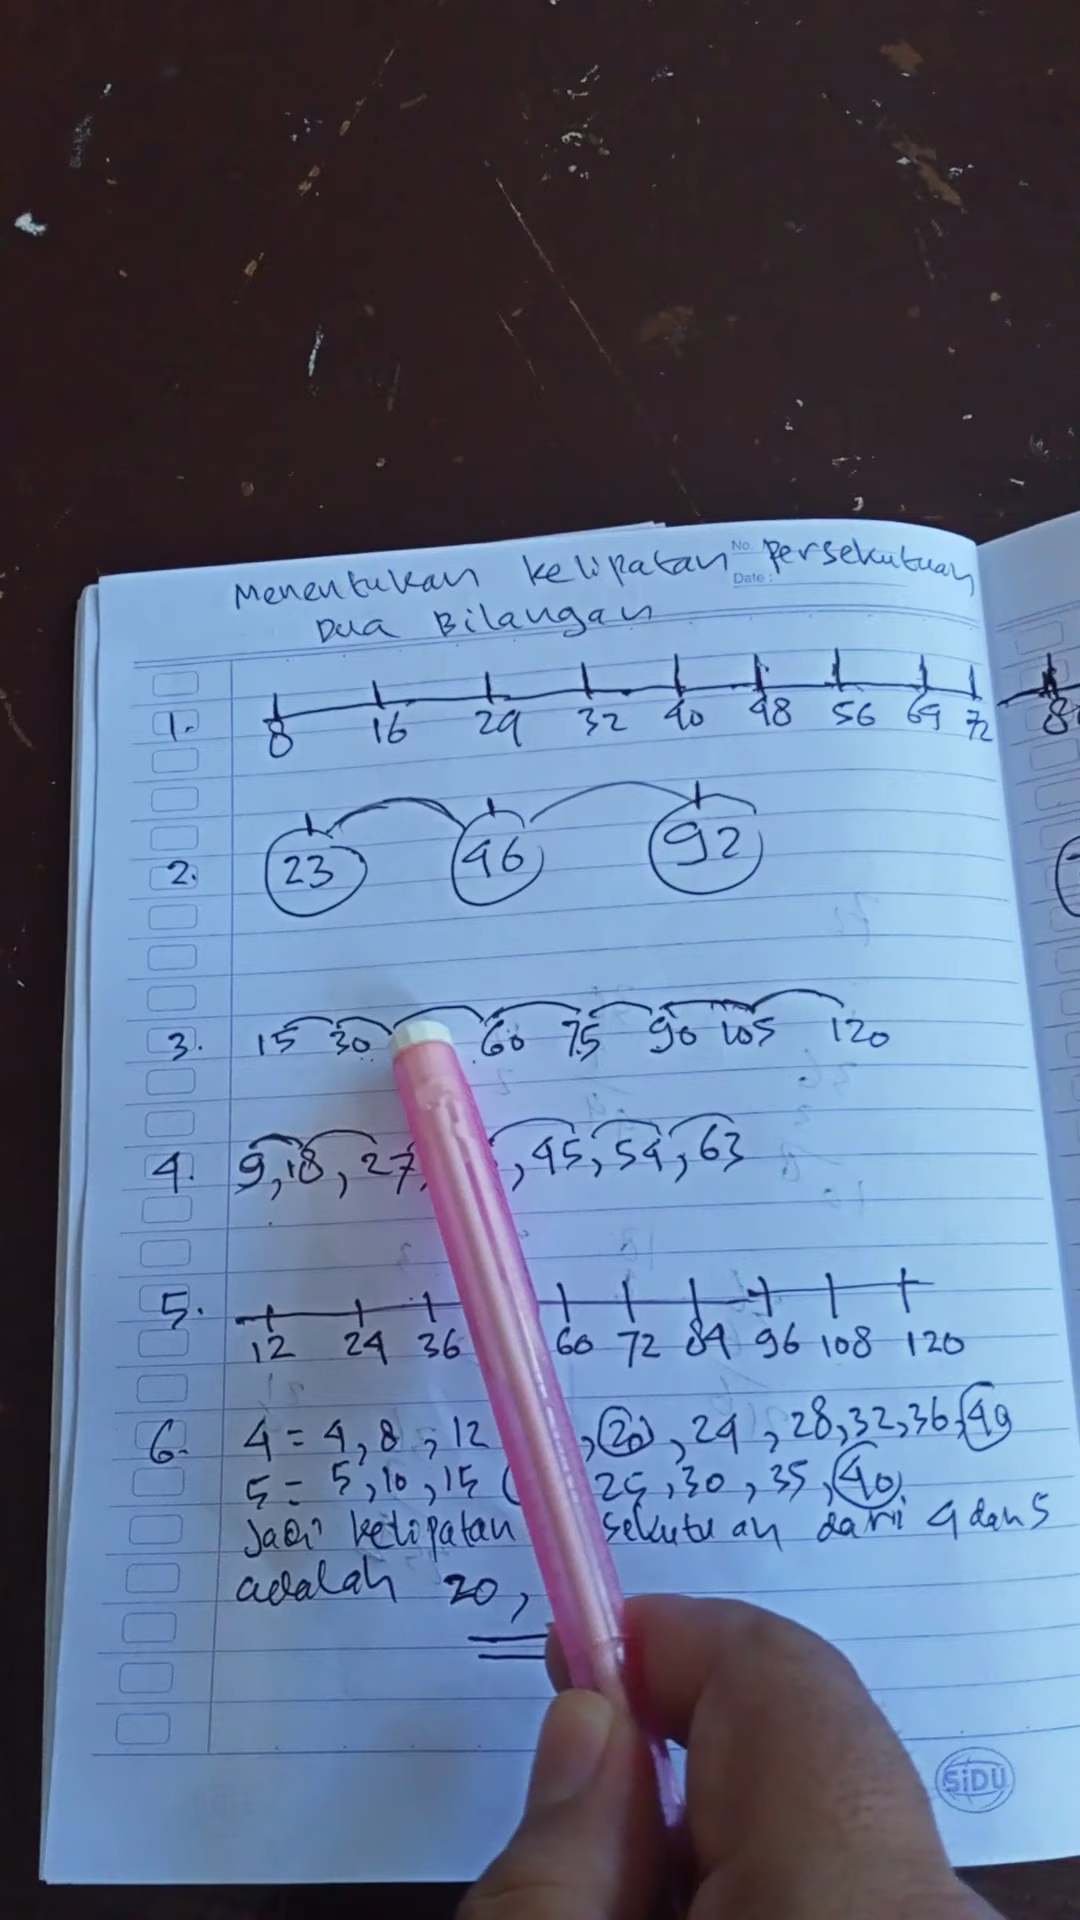 Menentukan kelipatan Persekutuan
No.
Date:
Dua Bilangan
1. 8 16 24 32 40 48 56 64 72 8
2. 23 46 92
3. 15 30 60 75 90 105 120
4. 9, 18, 27, , 45, 54, 63
5. 12 24 36 60 72 84 96 108 120
6. 4 = 4, 8, 12 , 20, 24, 28, 32, 36, 40
5 = 5, 10, 15 25, 30, 35, 40
Jadi kelipatan sekutuan dari 4 dan 5
adalah 20,
SiDU